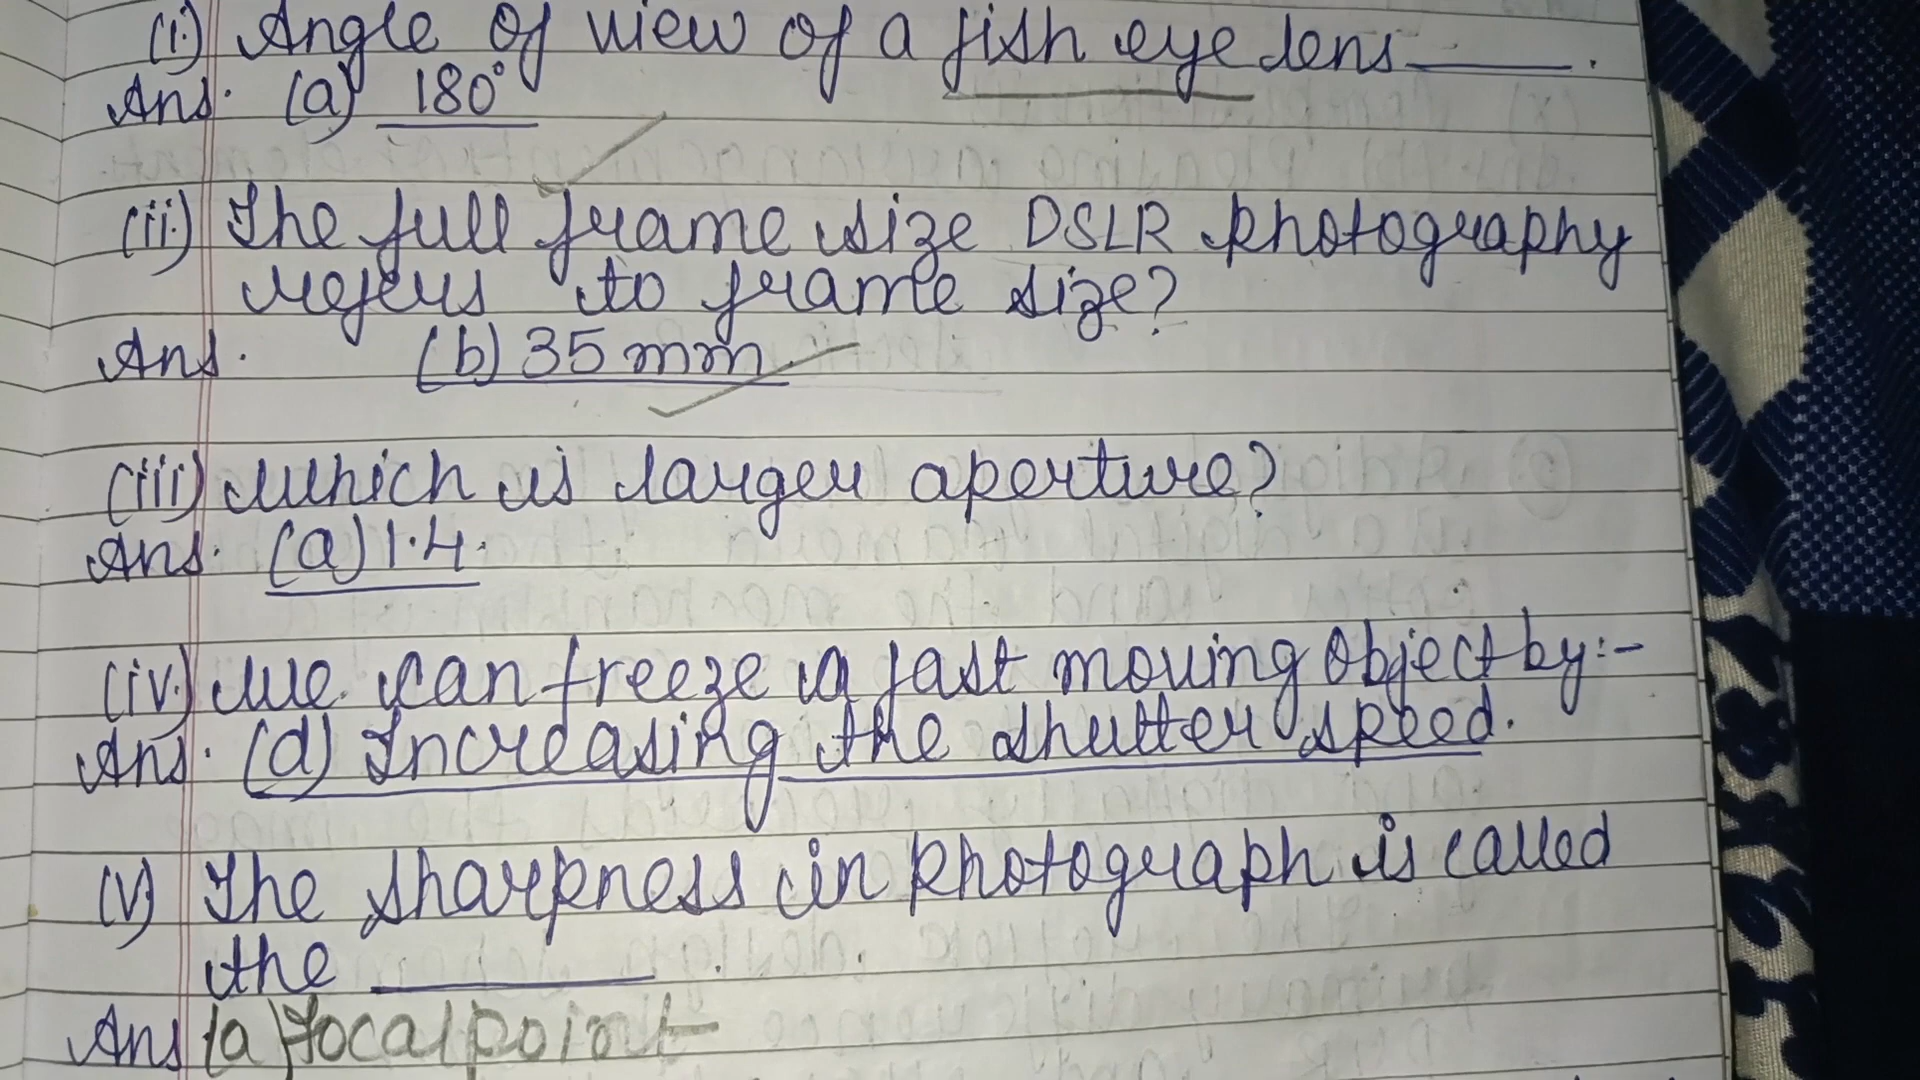 (i) Angle of view of a fish eye lens ______.
Ans. (a) 180°
(ii) The full frame size DSLR photography
refers to frame size?
Ans. (b) 35 mm.
(iii) Which is larger aperture?
Ans. (a) 1.4.
(iv.) We can freeze a fast moving object by:-
Ans. (d) Increasing the shutter speed.
(v) The sharpness in photograph is called
the ______.
Ans (a) Focal point